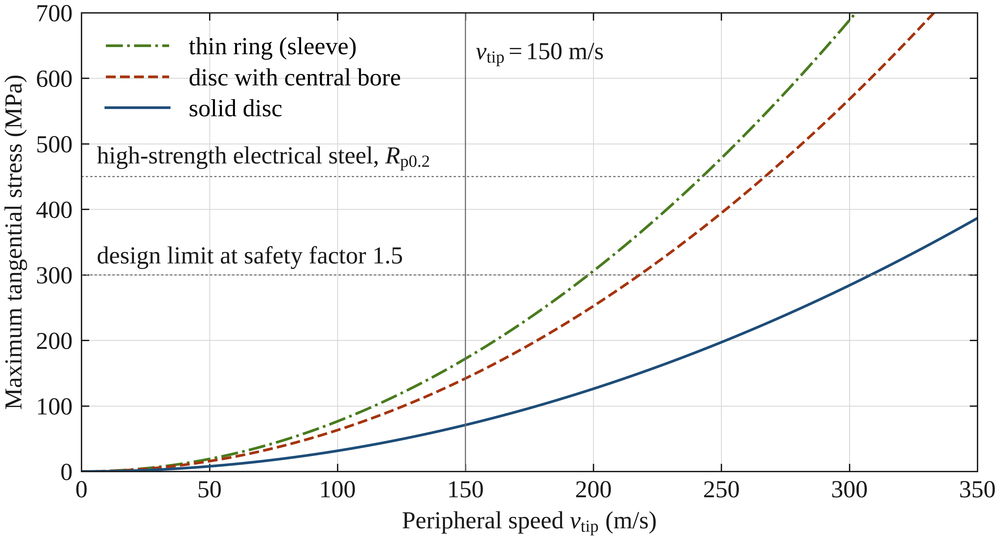 700
600
500
400
300
200
100
0
Maximum tangential stress (MPa)
thin ring (sleeve)
disc with central bore
solid disc
v_tip = 150 m/s
high-strength electrical steel, R_p0.2
design limit at safety factor 1.5
0 50 100 150 200 250 300 350
Peripheral speed v_tip (m/s)